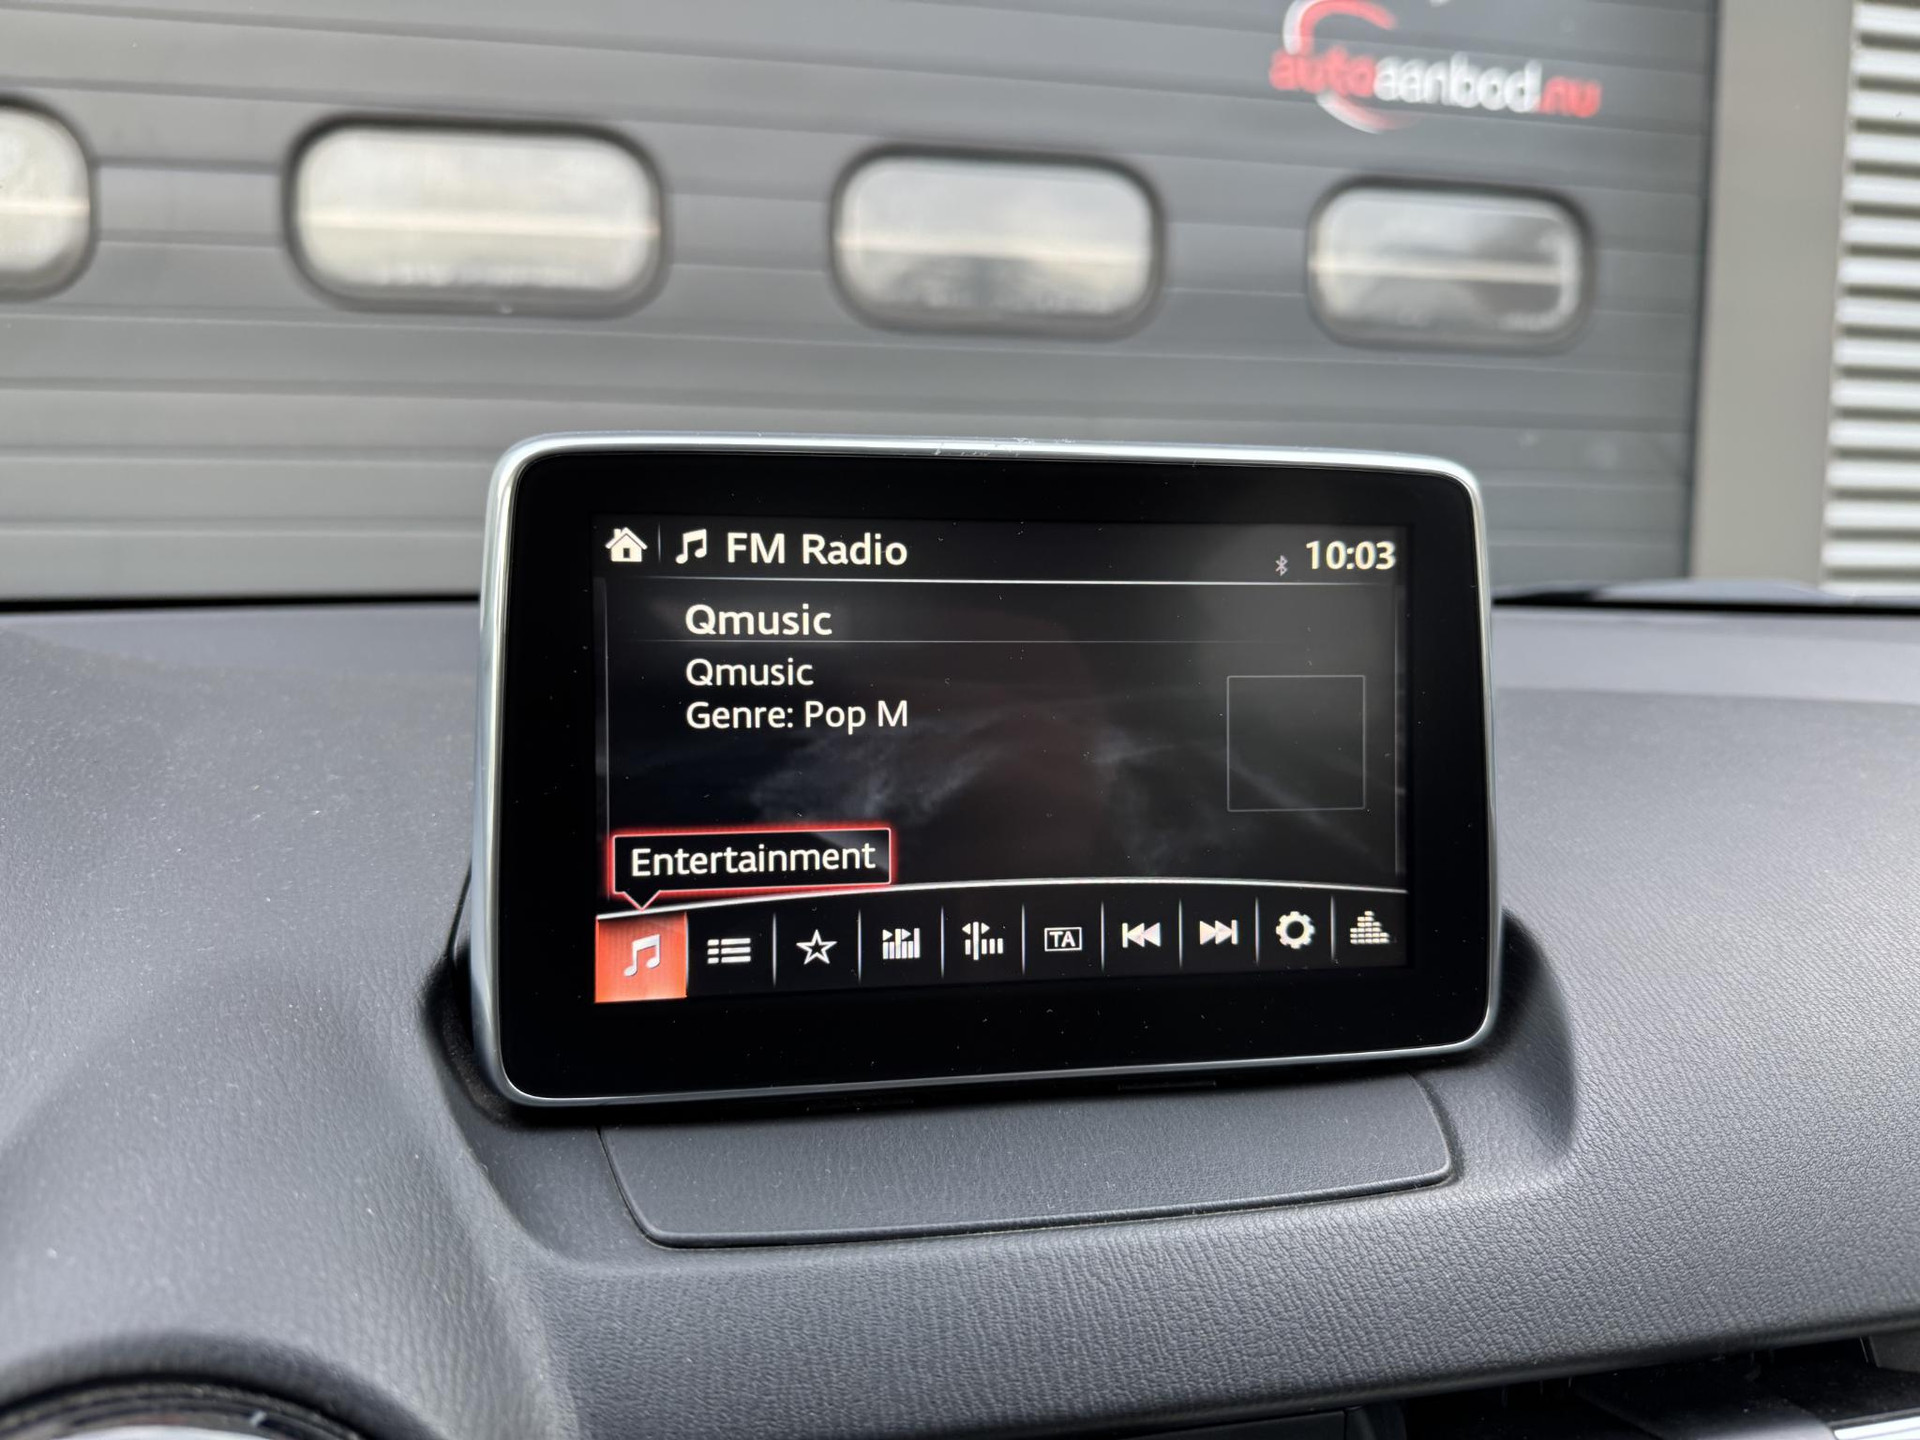 autoaanbod.nu
FM Radio
10:03
Qmusic
Qmusic
Genre: Pop M
Entertainment
TA